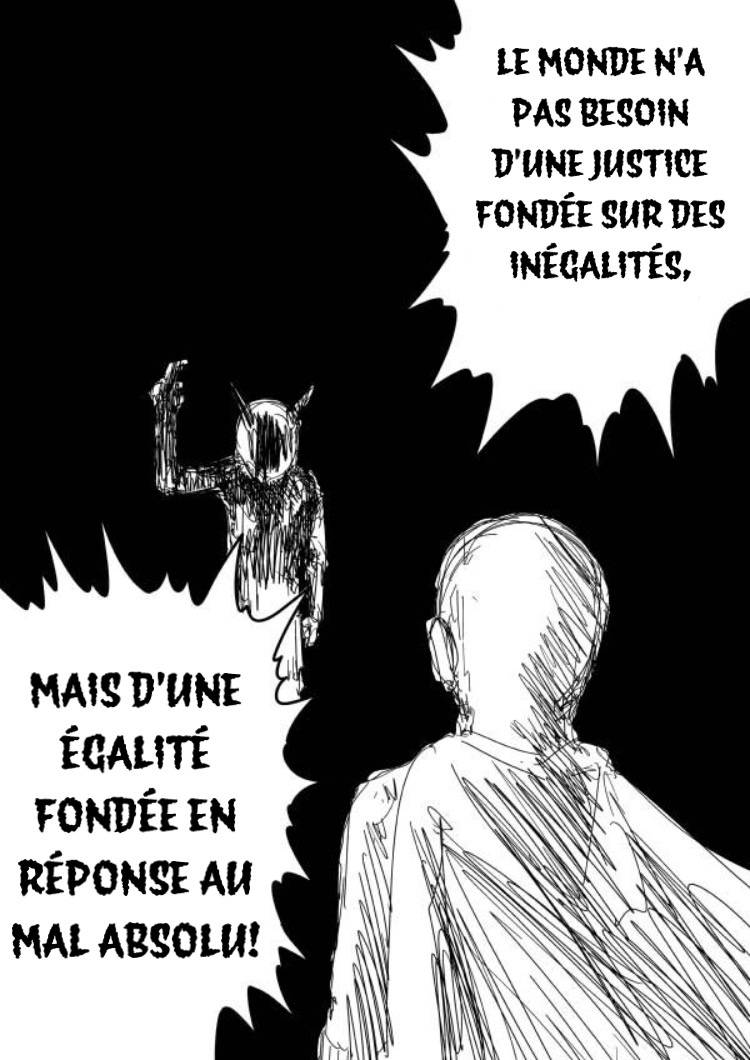 LE MONDE N'A
PAS BESOIN
D'UNE JUSTICE
FONDÉE SUR DES
INÉGALITÉS,
MAIS D'UNE
ÉGALITÉ
FONDÉE EN
RÉPONSE AU
MAL ABSOLU!